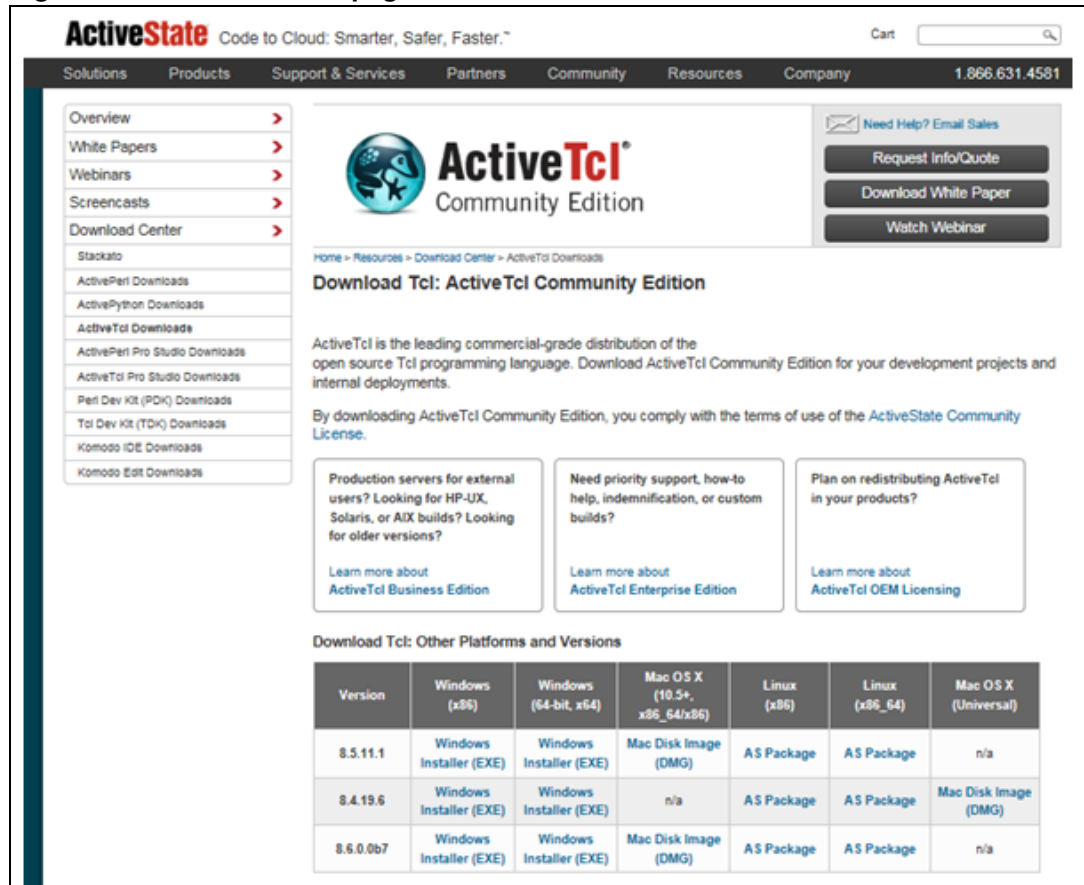 ActiveState Code to Cloud: Smarter, Safer, Faster.™
Cart
Solutions Products Support & Services Partners Community Resources Company 1.866.631.4581
Overview
White Papers
Webinars
Screencasts
Download Center
Stackato
ActivePerl Downloads
ActivePython Downloads
ActiveTcl Downloads
ActivePerl Pro Studio Downloads
ActiveTcl Pro Studio Downloads
Perl Dev Kit (PDK) Downloads
Tcl Dev Kit (TDK) Downloads
Komodo IDE Downloads
Komodo Edit Downloads
ActiveTcl®
Community Edition
Need Help? Email Sales
Request Info/Quote
Download White Paper
Watch Webinar
Home » Resources » Download Center » ActiveTcl Downloads
Download Tcl: ActiveTcl Community Edition
ActiveTcl is the leading commercial-grade distribution of the
open source Tcl programming language. Download ActiveTcl Community Edition for your development projects and
internal deployments.
By downloading ActiveTcl Community Edition, you comply with the terms of use of the ActiveState Community
License.
Production servers for external
users? Looking for HP-UX,
Solaris, or AIX builds? Looking
for older versions?
Learn more about
ActiveTcl Business Edition
Need priority support, how-to
help, indemnification, or custom
builds?
Learn more about
ActiveTcl Enterprise Edition
Plan on redistributing ActiveTcl
in your products?
Learn more about
ActiveTcl OEM Licensing
Download Tcl: Other Platforms and Versions
Version Windows (x86) Windows (64-bit, x64) Mac OS X (10.5+, x86_64/x86) Linux (x86) Linux (x86_64) Mac OS X (Universal)
8.5.11.1 Windows Installer (EXE) Windows Installer (EXE) Mac Disk Image (DMG) AS Package AS Package n/a
8.4.19.6 Windows Installer (EXE) Windows Installer (EXE) n/a AS Package AS Package Mac Disk Image (DMG)
8.6.0.0b7 Windows Installer (EXE) Windows Installer (EXE) Mac Disk Image (DMG) AS Package AS Package n/a